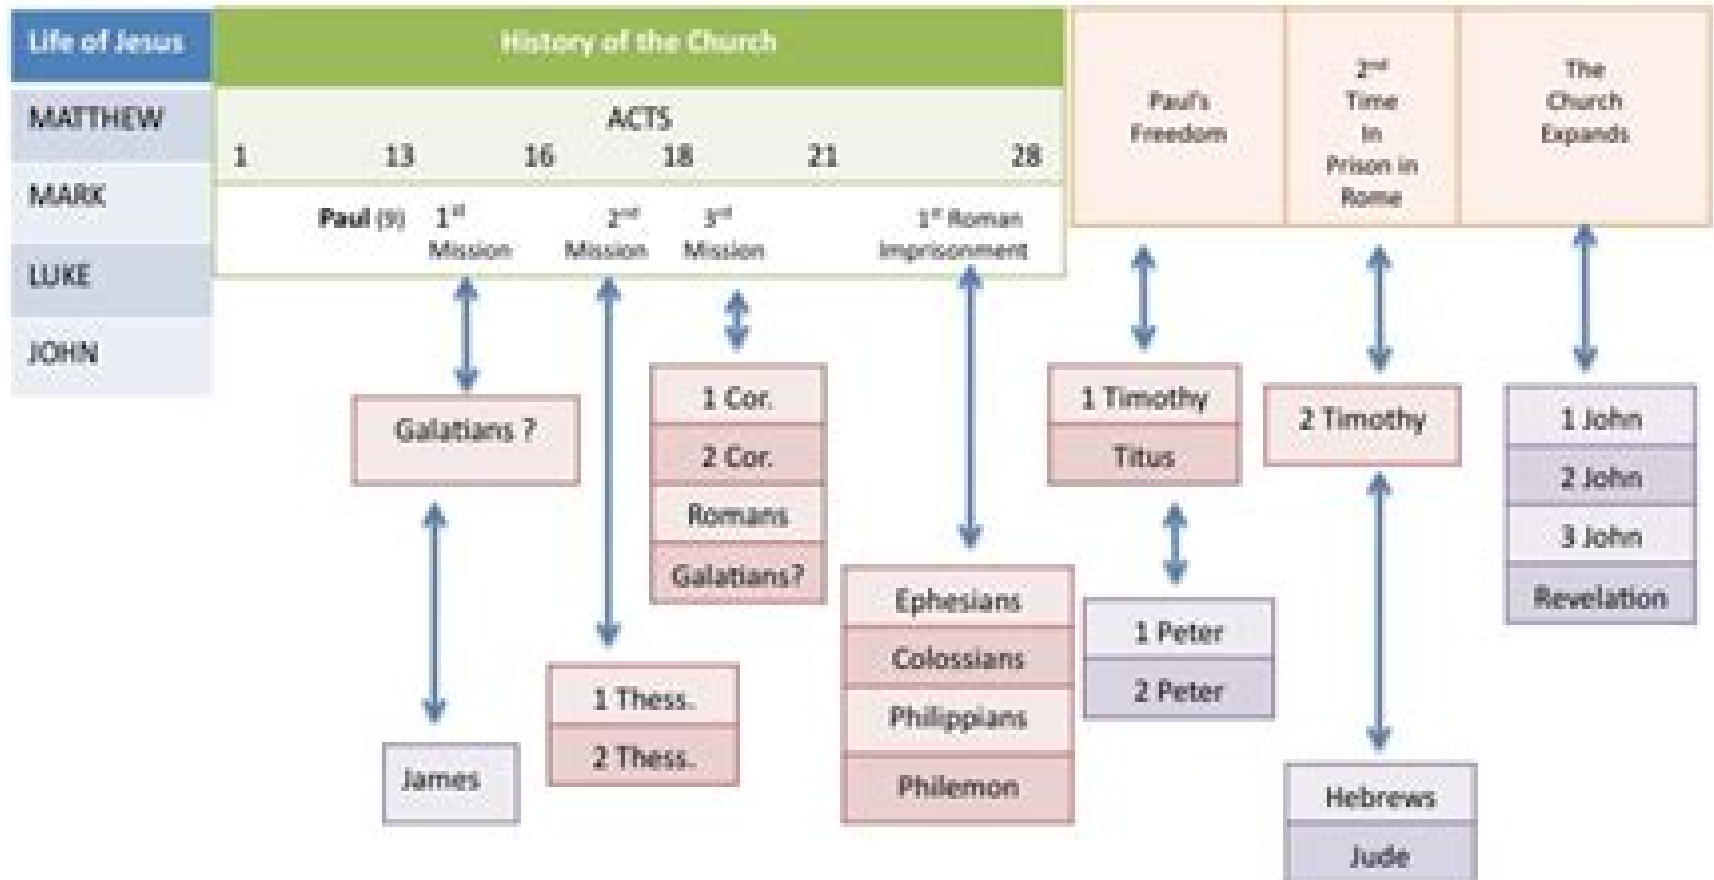 Life of Jesus
MATTHEW
MARK
LUKE
JOHN
History of the Church
ACTS
1 13 16 18 21 28
Paul (9)
1st
Mission
2nd
Mission
3rd
Mission
1st Roman
Imprisonment
Paul's
Freedom
2nd
Time
In
Prison in
Rome
The
Church
Expands
Galatians ?
James
1 Thess.
2 Thess.
1 Cor.
2 Cor.
Romans
Galatians?
Ephesians
Colossians
Philippians
Philemon
1 Timothy
Titus
1 Peter
2 Peter
2 Timothy
Hebrews
Jude
1 John
2 John
3 John
Revelation